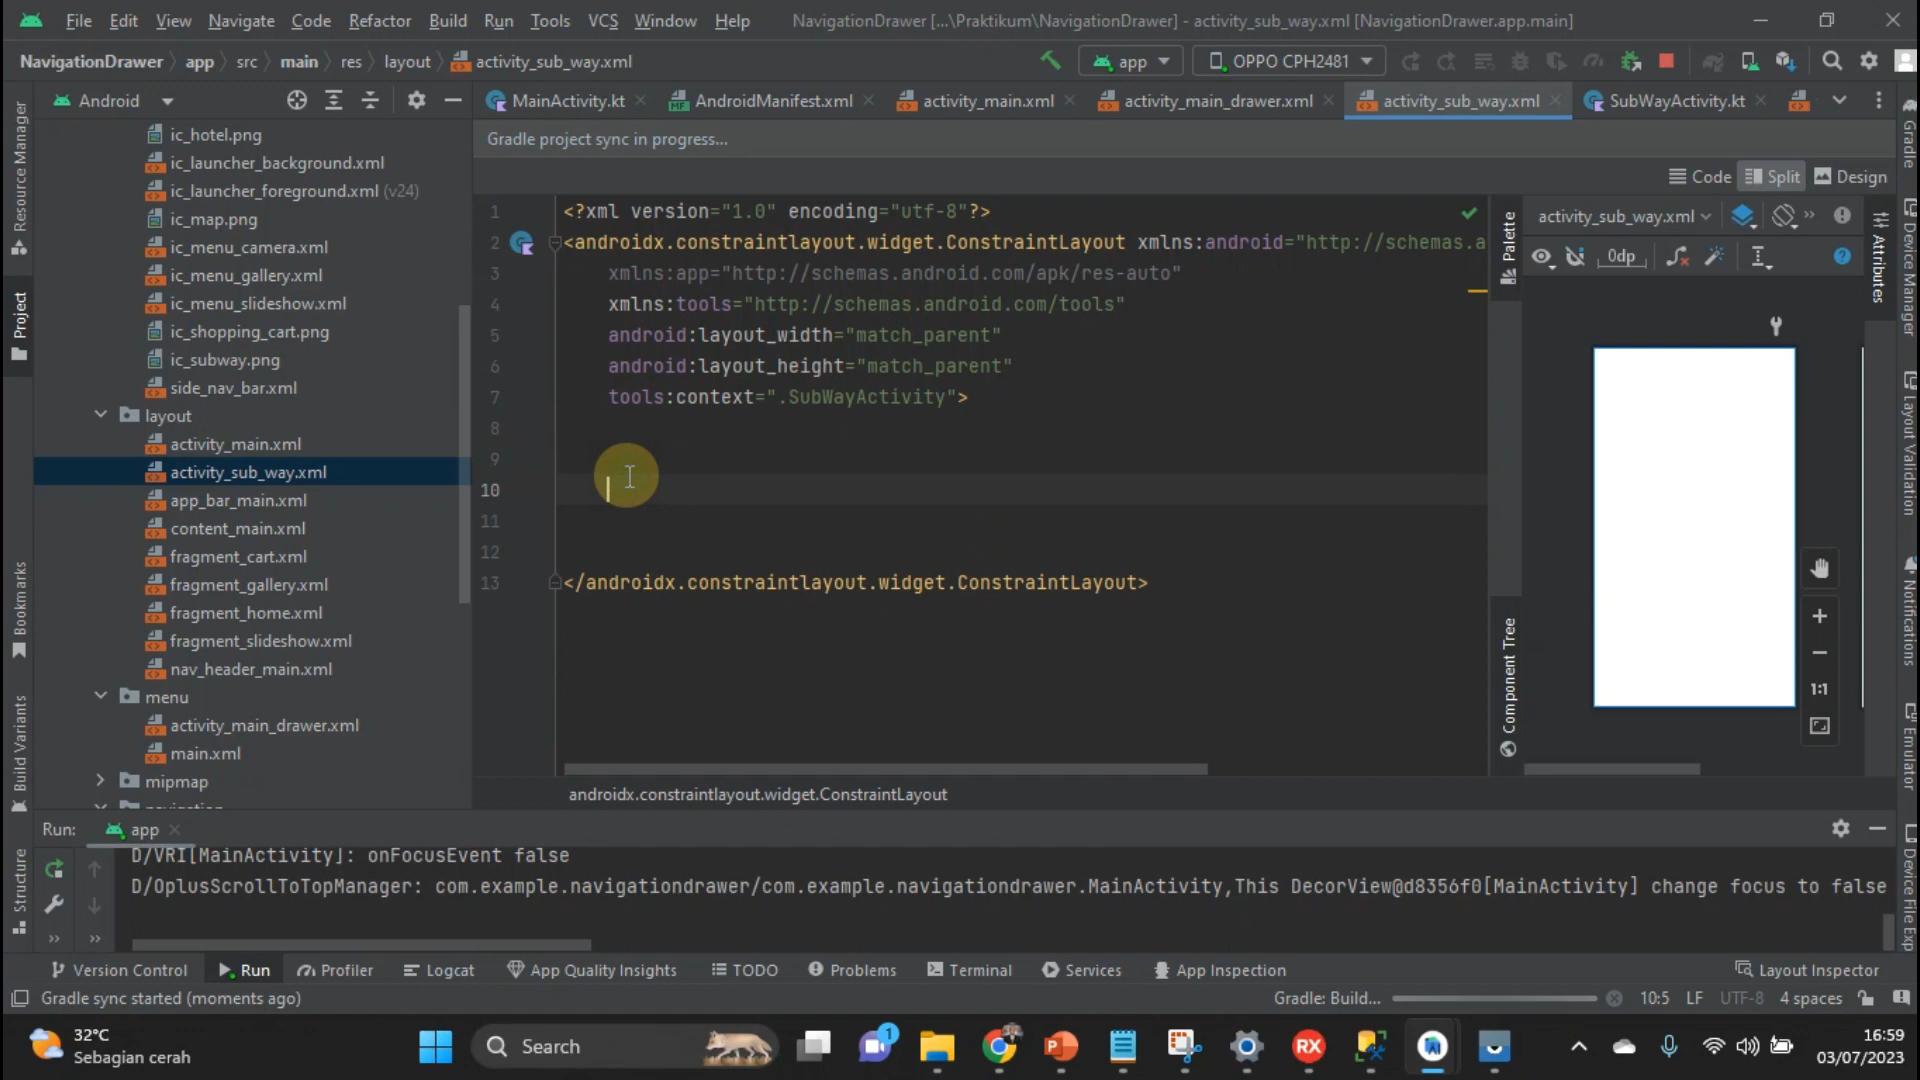 File Edit View Navigate Code Refactor Build Run Tools VCS Window Help NavigationDrawer [...\Praktikum\NavigationDrawer] - activity_sub_way.xml [NavigationDrawer.app.main]
NavigationDrawer app src main res layout activity_sub_way.xml app OPPO CPH2481
Android MainActivity.kt AndroidManifest.xml activity_main.xml activity_main_drawer.xml activity_sub_way.xml SubWayActivity.kt
Gradle project sync in progress...
Code Split Design
Resource Manager
Project
Bookmarks
Build Variants
Structure
ic_hotel.png
ic_launcher_background.xml
ic_launcher_foreground.xml (v24)
ic_map.png
ic_menu_camera.xml
ic_menu_gallery.xml
ic_menu_slideshow.xml
ic_shopping_cart.png
ic_subway.png
side_nav_bar.xml
layout
activity_main.xml
activity_sub_way.xml
app_bar_main.xml
content_main.xml
fragment_cart.xml
fragment_gallery.xml
fragment_home.xml
fragment_slideshow.xml
nav_header_main.xml
menu
activity_main_drawer.xml
main.xml
mipmap
1 <?xml version="1.0" encoding="utf-8"?>
2 <androidx.constraintlayout.widget.ConstraintLayout xmlns:android="http://schemas.a
3 xmlns:app="http://schemas.android.com/apk/res-auto"
4 xmlns:tools="http://schemas.android.com/tools"
5 android:layout_width="match_parent"
6 android:layout_height="match_parent"
7 tools:context=".SubWayActivity">
8
9
10
11
12
13 </androidx.constraintlayout.widget.ConstraintLayout>
androidx.constraintlayout.widget.ConstraintLayout
Palette
Component Tree
activity_sub_way.xml
0dp
1:1
Attributes
Gradle
Device Manager
Layout Validation
Notifications
Emulator
Device File Exp
Run: app
D/VRI[MainActivity]: onFocusEvent false
D/OplusScrollToTopManager: com.example.navigationdrawer/com.example.navigationdrawer.MainActivity,This DecorView@d8356f0[MainActivity] change focus to false
Version Control Run Profiler Logcat App Quality Insights TODO Problems Terminal Services App Inspection Layout Inspector
Gradle sync started (moments ago) Gradle: Build... 10:5 LF UTF-8 4 spaces
32°C
Sebagian cerah
Search
1
RX
16:59
03/07/2023